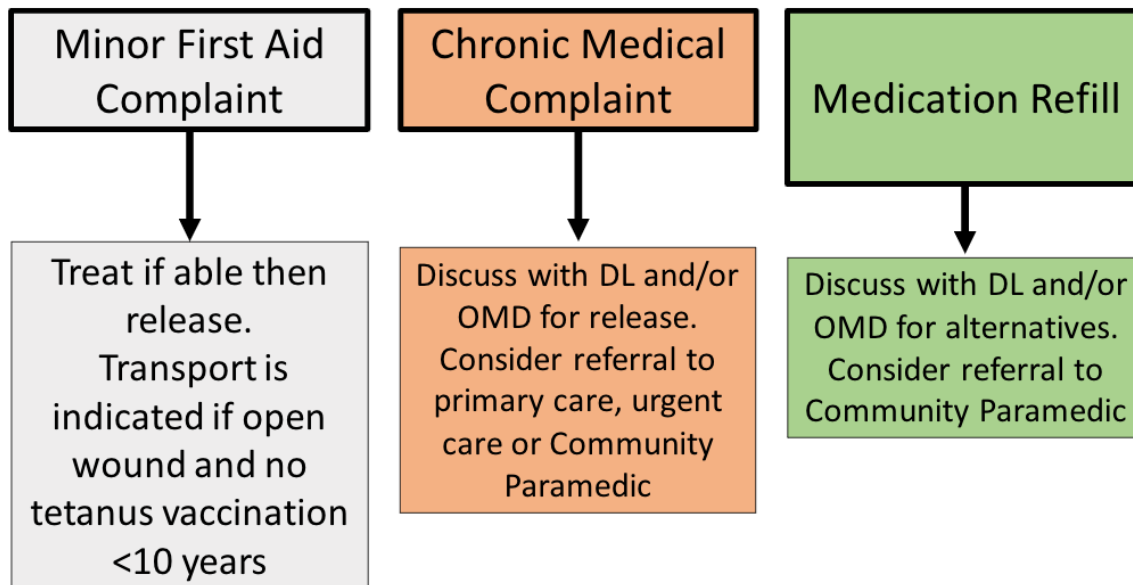 Minor First Aid
Complaint
Treat if able then
release.
Transport is
indicated if open
wound and no
tetanus vaccination
<10 years
Chronic Medical
Complaint
Discuss with DL and/or
OMD for release.
Consider referral to
primary care, urgent
care or Community
Paramedic
Medication Refill
Discuss with DL and/or
OMD for alternatives.
Consider referral to
Community Paramedic